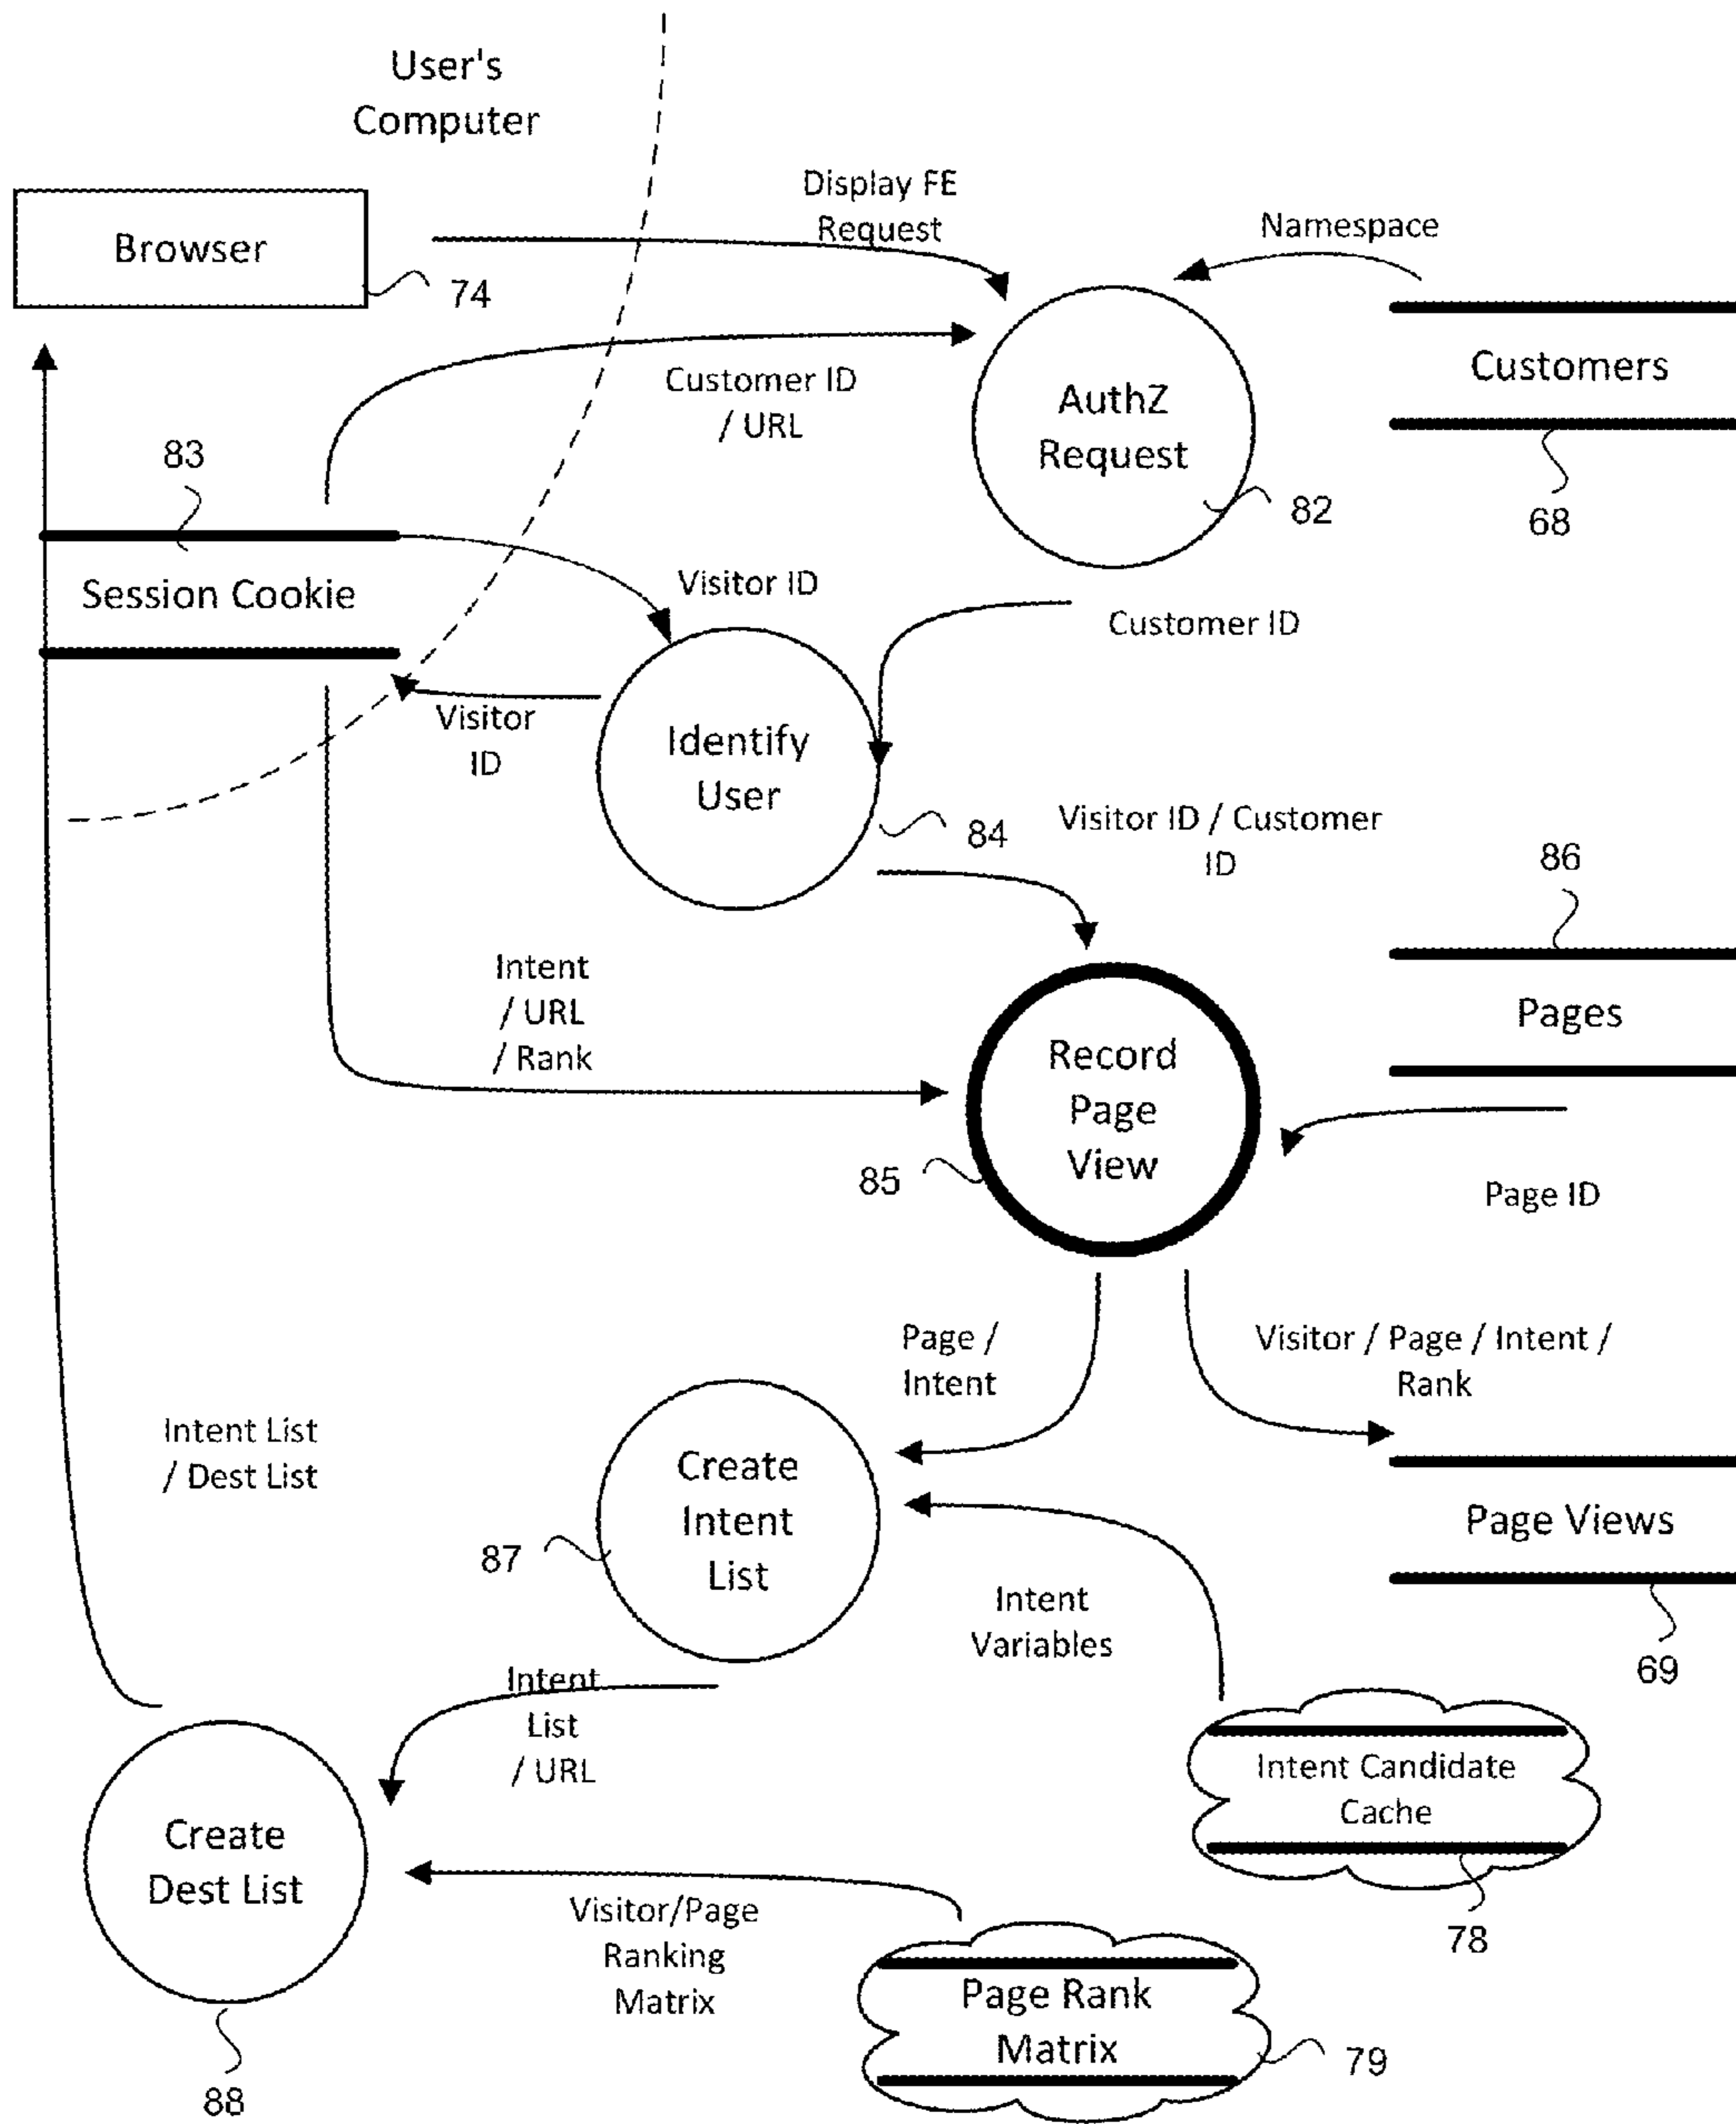 User's
Computer
Display FE
Request
Namespace
Browser
74
Customers
Customer ID
/ URL
AuthZ
Request
83
82
68
Session Cookie
Visitor ID
Customer ID
Visitor
ID
Identify
User
84
Visitor ID / Customer
ID
86
Intent
/ URL
/ Rank
Pages
Record
Page
View
85
Page ID
Page /
Intent
Visitor / Page / Intent /
Rank
Intent List
/ Dest List
Create
Intent
List
87
Page Views
Intent
Variables
69
Intent
List
/ URL
Intent Candidate
Cache
Create
Dest List
78
Visitor/Page
Ranking
Matrix
Page Rank
Matrix
79
88